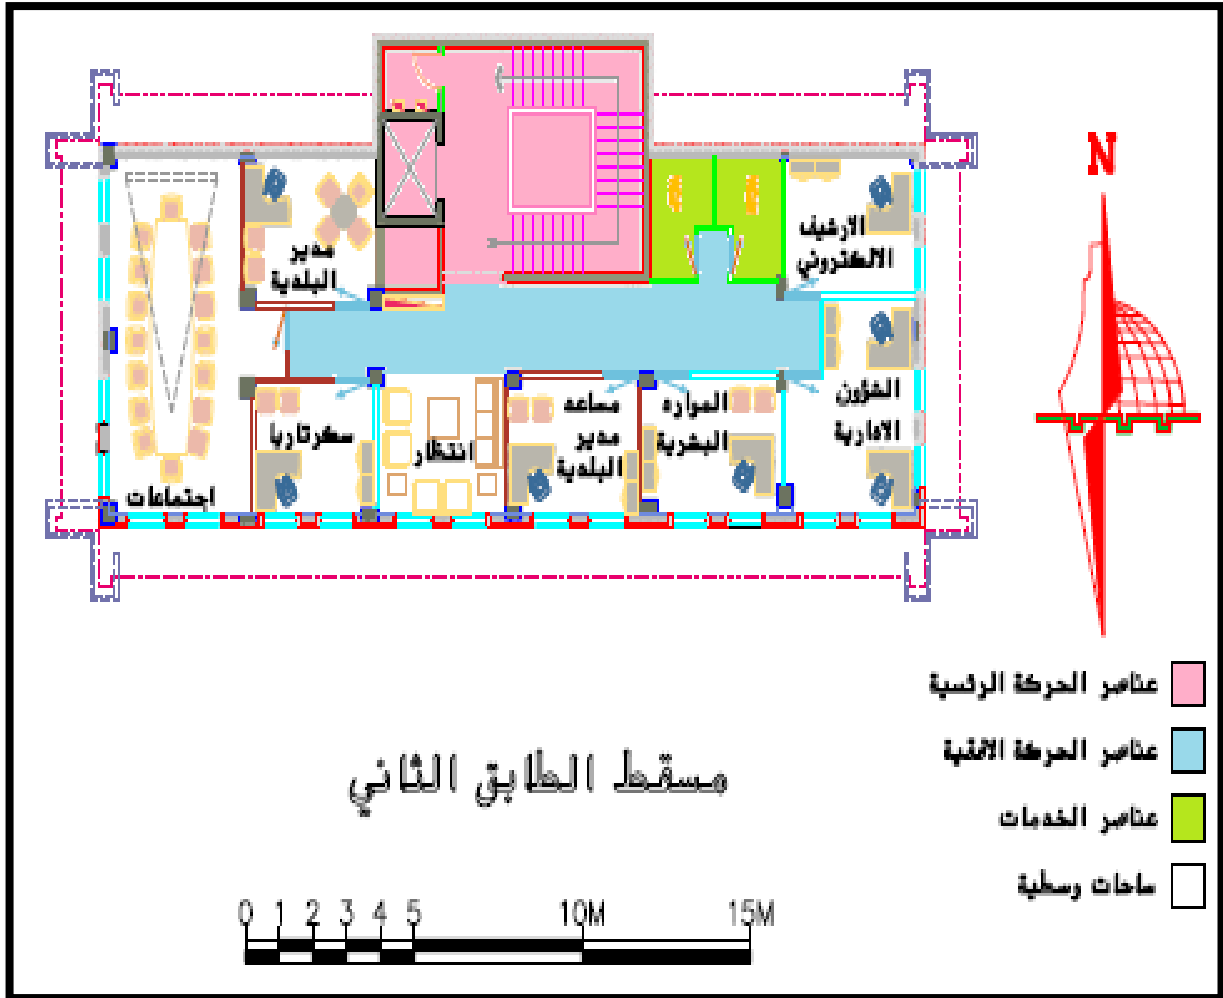 N
مدير
البلدية
الارشيف
الالكتروني
الشؤون
الادارية
الموارد
البشرية
مساعد
مدير
البلدية
انتظار
سكرتاريا
اجتماعات
عناصر الحركة الرئسية
عناصر الحركة الافقية
عناصر الخدمات
ساحات وسطية
مسقط الطابق الثاني
0 1 2 3 4 5 10M 15M